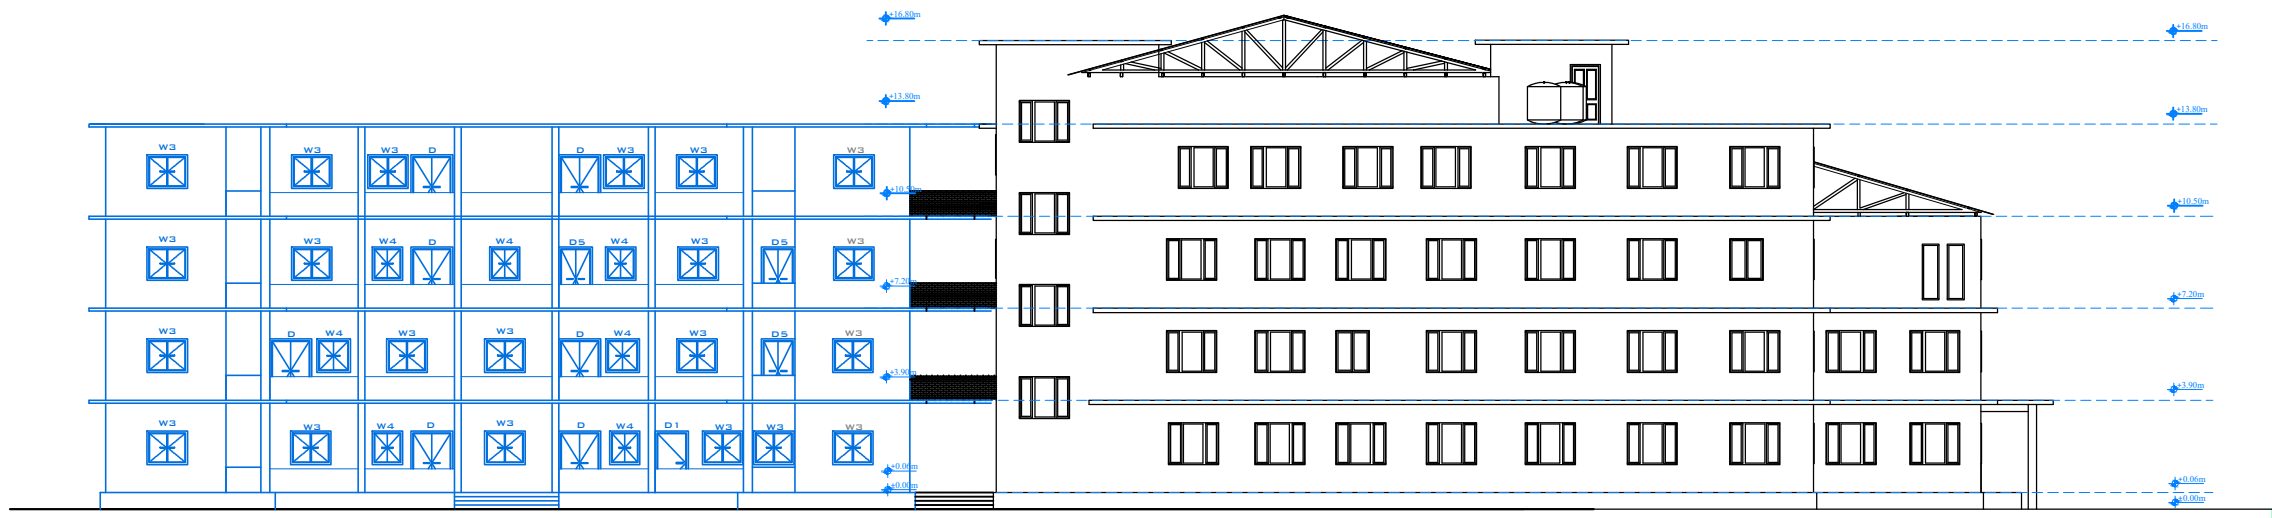 +16.80m
+16.80m
+13.80m
+13.80m
W3 W3 W3 D D W3 W3 W3
+10.50m
+10.50m
W3 W3 W4 D W4 D5 W4 W3 D5 W3
+7.20m
+7.20m
W3 D W4 W3 W3 D W4 W3 D5 W3
+3.90m
+3.90m
W3 W3 W4 D W3 D W4 D1 W3 W3 W3
+0.06m
+0.06m
+0.00m
+0.00m